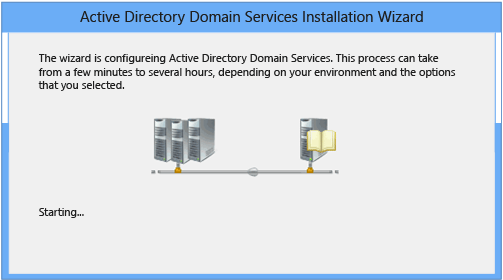 Active Directory Domain Services Installation Wizard
The wizard is configureing Active Directory Domain Services. This process can take
from a few minutes to several hours, depending on your environment and the options
that you selected.
Starting...